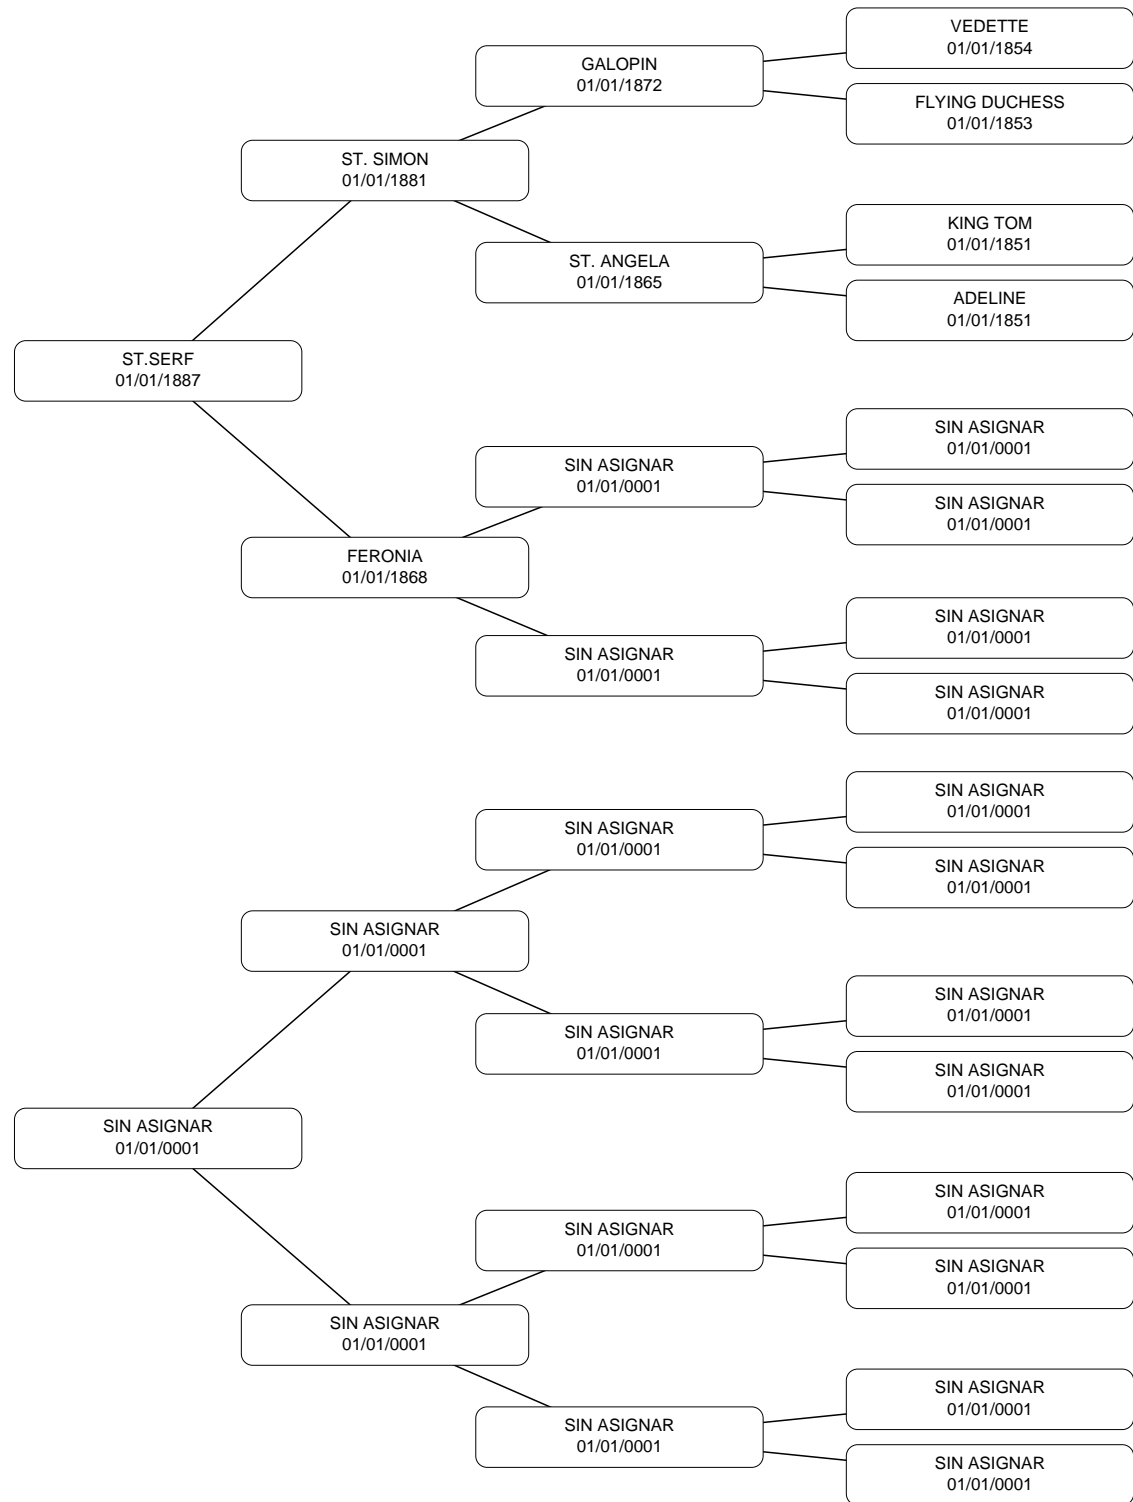 VEDETTE
01/01/1854
GALOPIN
01/01/1872
FLYING DUCHESS
01/01/1853
ST. SIMON
01/01/1881
KING TOM
01/01/1851
ST. ANGELA
01/01/1865
ADELINE
01/01/1851
ST.SERF
01/01/1887
SIN ASIGNAR
01/01/0001
SIN ASIGNAR
01/01/0001
SIN ASIGNAR
01/01/0001
FERONIA
01/01/1868
SIN ASIGNAR
01/01/0001
SIN ASIGNAR
01/01/0001
SIN ASIGNAR
01/01/0001
SIN ASIGNAR
01/01/0001
SIN ASIGNAR
01/01/0001
SIN ASIGNAR
01/01/0001
SIN ASIGNAR
01/01/0001
SIN ASIGNAR
01/01/0001
SIN ASIGNAR
01/01/0001
SIN ASIGNAR
01/01/0001
SIN ASIGNAR
01/01/0001
SIN ASIGNAR
01/01/0001
SIN ASIGNAR
01/01/0001
SIN ASIGNAR
01/01/0001
SIN ASIGNAR
01/01/0001
SIN ASIGNAR
01/01/0001
SIN ASIGNAR
01/01/0001
SIN ASIGNAR
01/01/0001